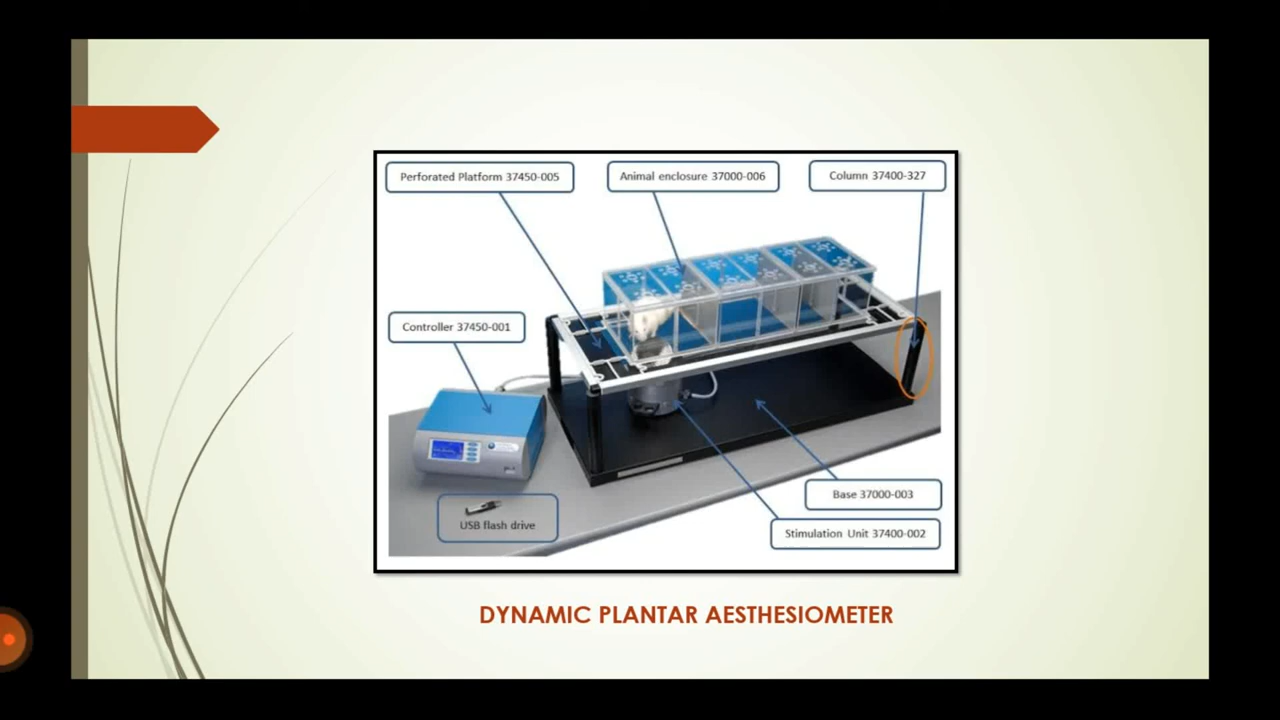 Perforated Platform 37450-005
Animal enclosure 37000-006
Column 37400-327
Controller 37450-001
Base 37000-003
USB flash drive
Stimulation Unit 37400-002
DYNAMIC PLANTAR AESTHESIOMETER